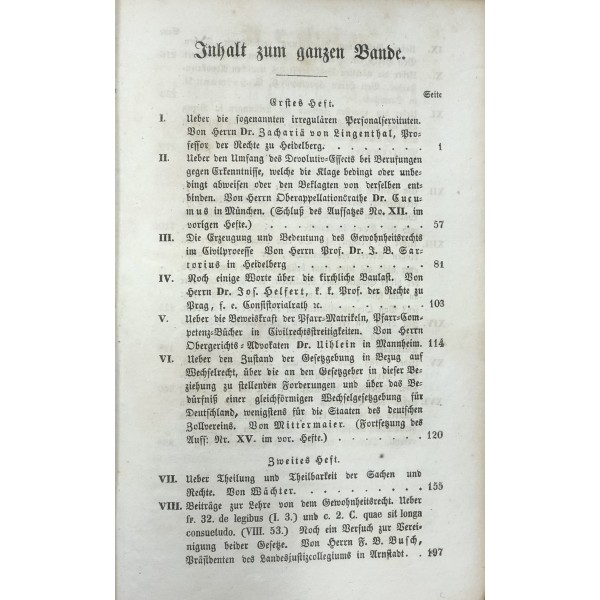 Inhalt zum ganzen Bande.
Seite
Erstes Heft.
I. Ueber die sogenannten irregulären Personalservituten.
Von Herrn Dr. Zachariä von Lingenthal, Pro-
fessor der Rechte zu Heidelberg. . . . . . . . 1
II. Ueber den Umfang des Devolutiv-Effects bei Berufungen
gegen Erkenntnisse, welche die Klage bedingt oder unbe-
dingt abweisen oder den Beklagten von derselben ent-
binden. Von Herrn Oberappellationsrathe Dr. Cucu-
mus in München. (Schluß des Aufsatzes No. XII. im
vorigen Hefte.) . . . . . . . . . . . 57
III. Die Erzeugung und Bedeutung des Gewohnheitsrechts
im Civilprocesse Von Herrn Prof. Dr. J. B. Sar-
torius in Heidelberg . . . . . . . . . 81
IV. Noch einige Worte über die kirchliche Baulast. Von
Herrn Dr. Jos. Helfert, k. k. Prof. der Rechte zu
Prag, f. e. Consistorialrath ꝛc. . . . . . . . 103
V. Ueber die Beweiskraft der Pfarr-Matrikeln, Pfarr-Com-
petenz-Bücher in Civilrechtsstreitigkeiten. Von Herrn
Obergerichts-Advokaten Dr. Uihlein in Mannheim. 114
VI. Ueber den Zustand der Gesetzgebung in Bezug auf
Wechselrecht, über die an den Gesetzgeber in dieser Be-
ziehung zu stellenden Forderungen und über das Be-
dürfniß einer gleichförmigen Wechselgesetzgebung für
Deutschland, wenigstens für die Staaten des deutschen
Zollvereins. Von Mittermaier. (Fortsetzung des
Auff: Nr. XV. im vor. Hefte.) . . . . . . . 120
Zweites Heft.
VII. Ueber Theilung und Theilbarkeit der Sachen und
Rechte. Von Wächter. . . . . . . . . . 155
VIII. Beiträge zur Lehre von dem Gewohnheitsrecht. Ueber
fr. 32. de legibus (I. 3.) und c. 2. C. quae sit longa
consuetudo. (VIII. 53.) Noch ein Versuch zur Verei-
nigung beider Gesetze. Von Herrn F. B. Busch,
Präsidenten des Landesjustizcollegiums in Arnstadt. . 197